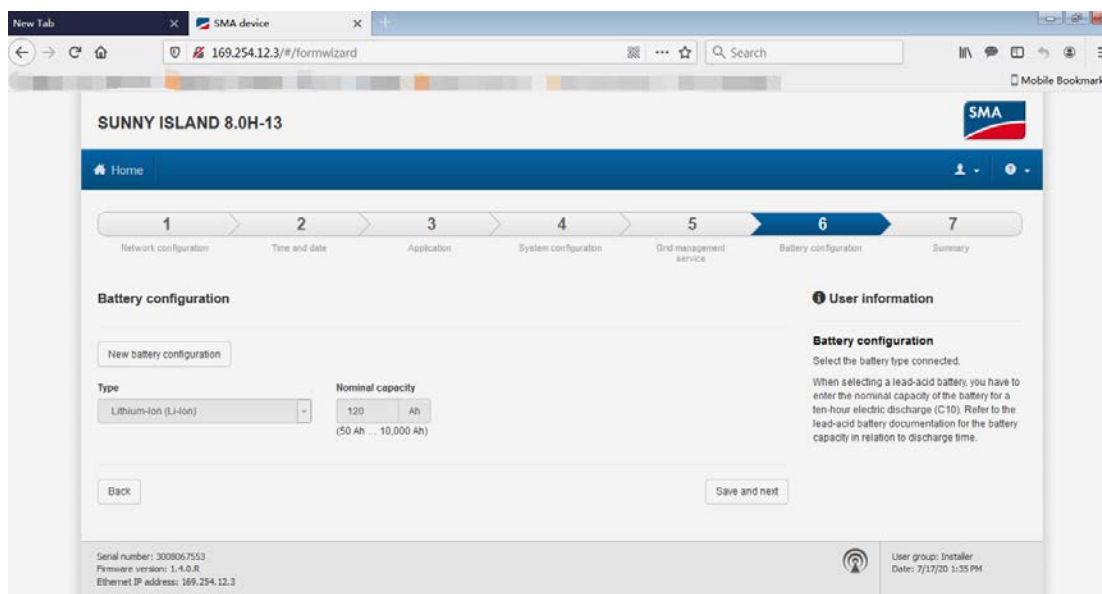 New Tab
SMA device
169.254.12.3/#/formwizard
Search
Mobile Bookmark
SUNNY ISLAND 8.0H-13
SMA
Home
1 2 3 4 5 6 7
Network configuration Time and date Application System configuration Grid management service Battery configuration Summary
Battery configuration
New battery configuration
Type
Lithium-Ion (Li-Ion)
Nominal capacity
120 Ah
(50 Ah ... 10,000 Ah)
Back
Save and next
User information
Battery configuration
Select the battery type connected.
When selecting a lead-acid battery, you have to
enter the nominal capacity of the battery for a
ten-hour electric discharge (C10). Refer to the
lead-acid battery documentation for the battery
capacity in relation to discharge time.
Serial number: 3008067553
Firmware version: 1.4.0.R
Ethernet IP address: 169.254.12.3
User group: Installer
Date: 7/17/20 1:35 PM